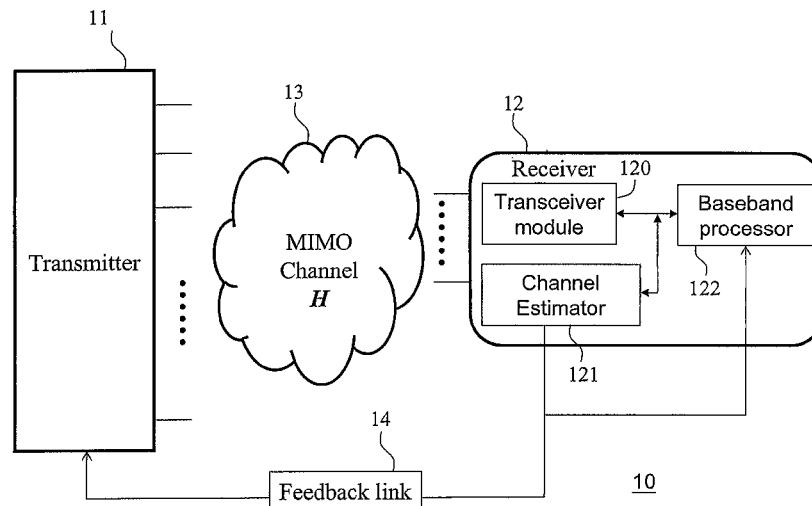 11
13
12
Receiver
120
Transceiver
module
Baseband
processor
122
Transmitter
MIMO
Channel
H
Channel
Estimator
121
14
Feedback link
10